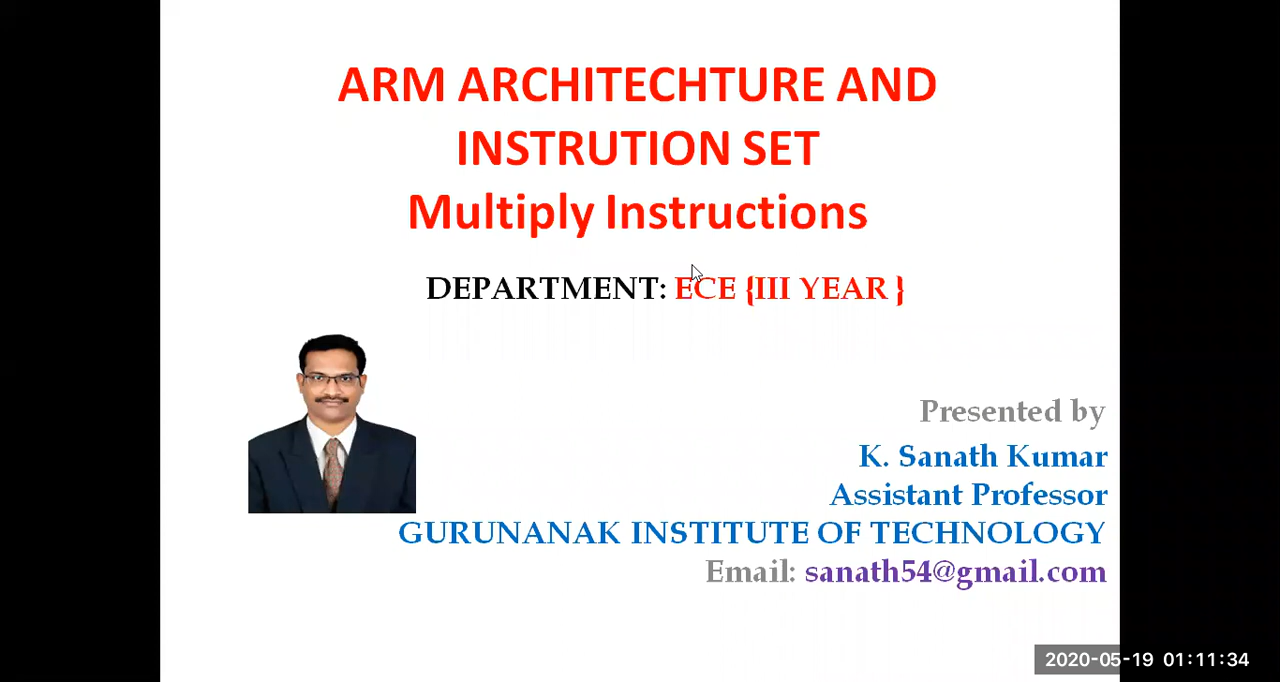 ARM ARCHITECHTURE AND
INSTRUTION SET
Multiply Instructions
DEPARTMENT: ECE {III YEAR }
Presented by
K. Sanath Kumar
Assistant Professor
GURUNANAK INSTITUTE OF TECHNOLOGY
Email: sanath54@gmail.com
2020-05-19 01:11:34